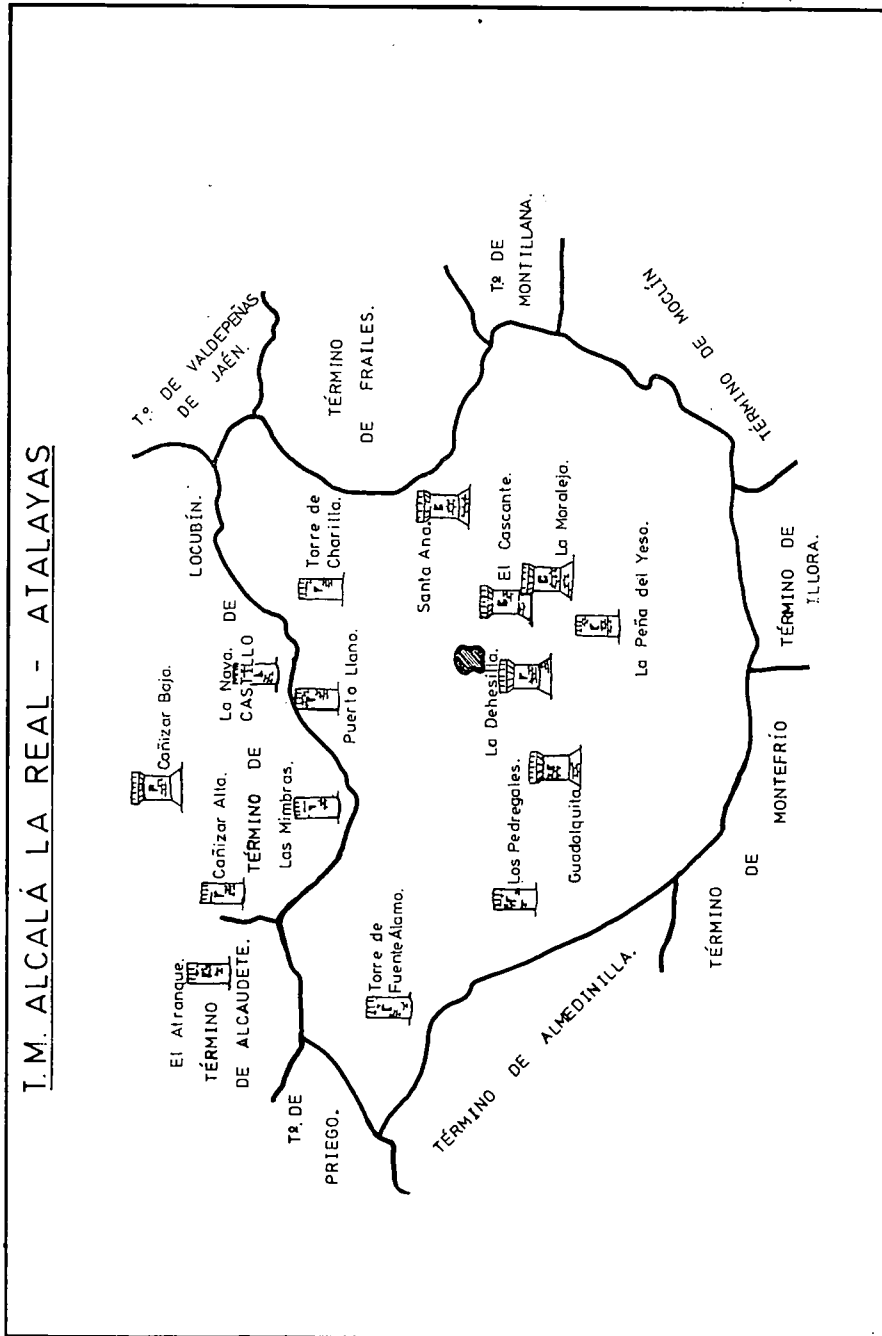 T.M. ALCALÁ LA REAL - ATALAYAS
Tº. DE VALDEPEÑAS
DE JAÉN.
Cañizar Baja.
El Atranque.
Cañizar Alta.
La Nava.
LOCUBÍN.
TÉRMINO
DE ALCAUDETE.
TÉRMINO DE
CASTILLO DE
Las Mimbras.
Puerto Llano.
Torre de
Charilla.
TÉRMINO
DE FRAILES.
Tº. DE
PRIEGO.
Torre de
Fuente Álamo.
Santa Ana.
Tº DE
MONTILLANA.
La Dehesilla.
El Cascante.
Los Pedregales.
La Moraleja.
Guadalquita.
La Peña del Yeso.
TÉRMINO DE ALMEDINILLA.
TÉRMINO DE MOCLÍN
TÉRMINO
DE
MONTEFRÍO
TÉRMINO DE
ILLORA.